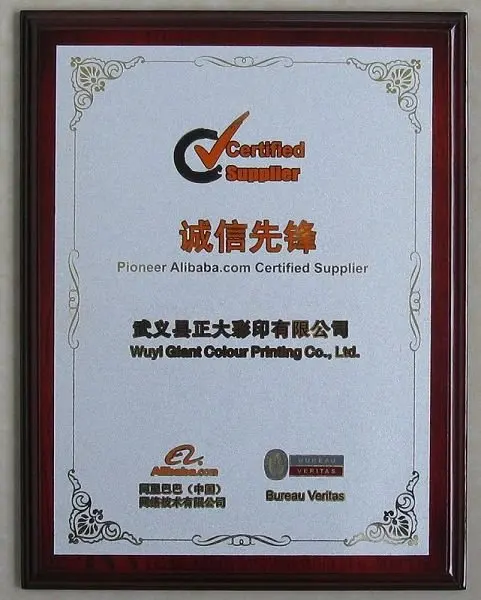 Certified
Supplier
诚信先锋
Pioneer Alibaba.com Certified Supplier
武义县正大彩印有限公司
Wuyi Giant Colour Printing Co., Ltd.
Alibaba.com
阿里巴巴（中国）
网络技术有限公司
BUREAU
VERITAS
Bureau Veritas